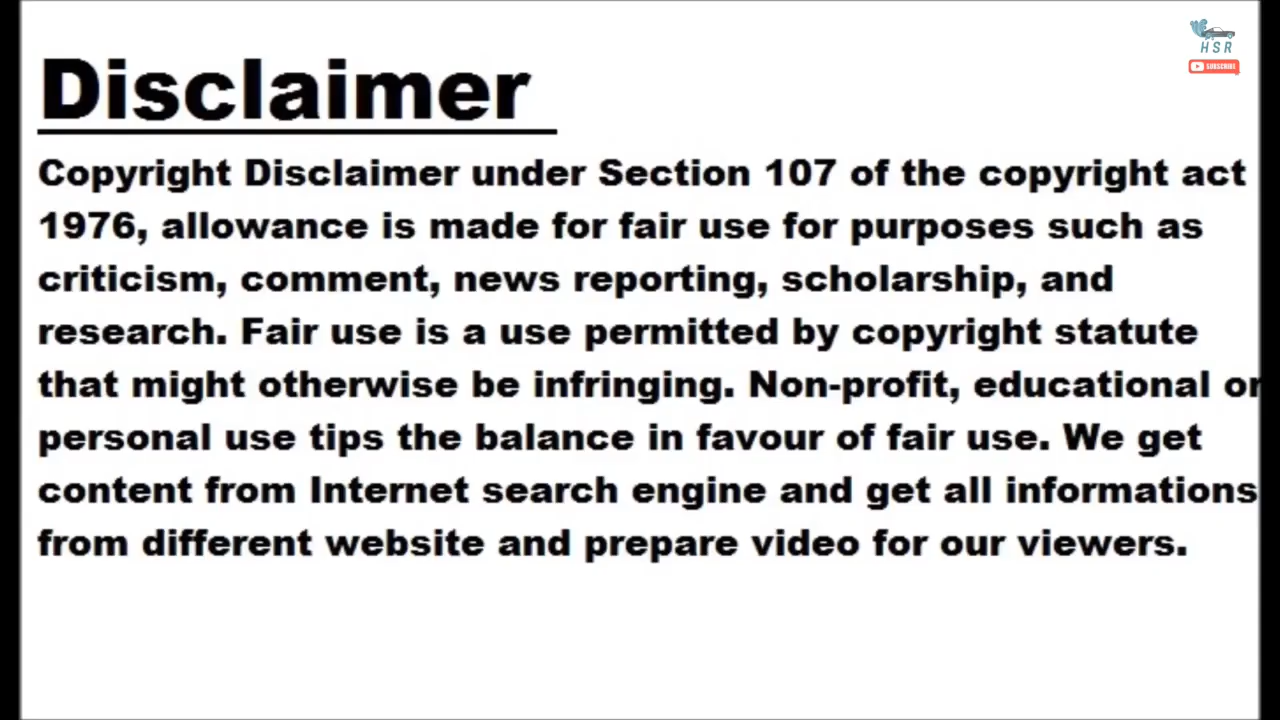 HSR
SUBSCRIBE
Disclaimer
Copyright Disclaimer under Section 107 of the copyright act
1976, allowance is made for fair use for purposes such as
criticism, comment, news reporting, scholarship, and
research. Fair use is a use permitted by copyright statute
that might otherwise be infringing. Non-profit, educational or
personal use tips the balance in favour of fair use. We get
content from Internet search engine and get all informations
from different website and prepare video for our viewers.